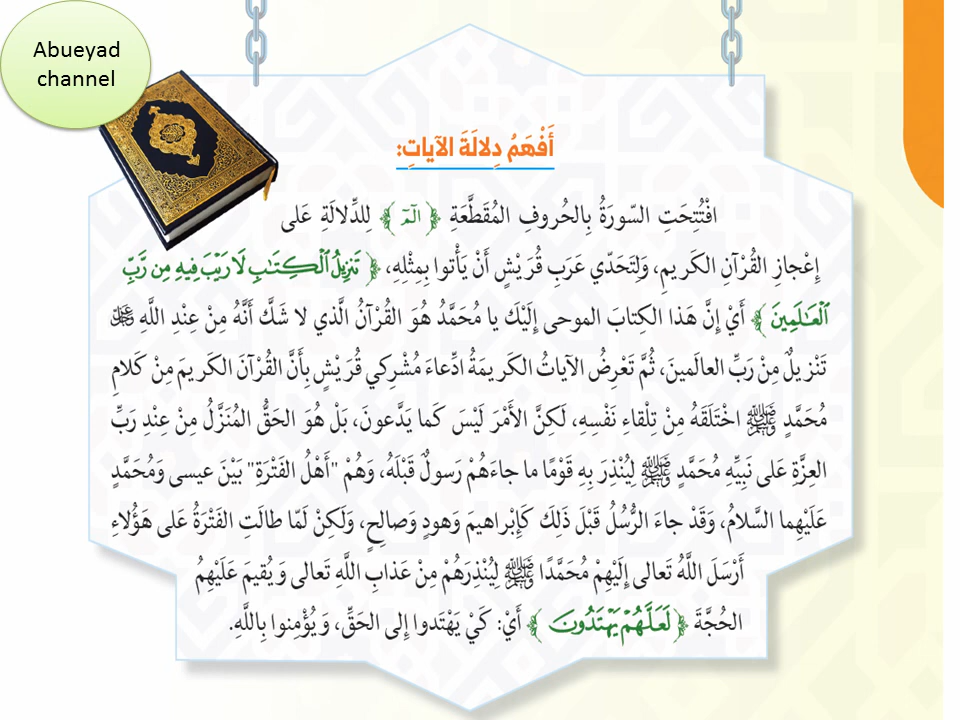 Abueyad
channel
أَفْهَمُ دِلالَةَ الآياتِ:
افْتُتِحَتِ السّورَةُ بِالحُروفِ المُقَطَّعَةِ ﴿ الٓمٓ ﴾ لِلدِّلالَةِ عَلى
إِعْجازِ القُرْآنِ الكَريمِ، وَلِتَحَدّي عَرَبِ قُرَيْشٍ أَنْ يَأْتوا بِمِثْلِهِ، ﴿ تَنزِيلُ ٱلْكِتَٰبِ لَا رَيْبَ فِيهِ مِن رَّبِّ
ٱلْعَٰلَمِينَ ﴾ أَيْ إِنَّ هَذا الكِتابَ الموحى إِلَيْكَ يا مُحَمَّدُ هُوَ القُرْآنُ الَّذي لا شَكَّ أَنَّهُ مِنْ عِنْدِ اللَّهِ ﷻ
تَنْزيلٌ مِنْ رَبِّ العالَمينَ، ثُمَّ تَعْرِضُ الآياتُ الكَريمَةُ ادِّعاءَ مُشْرِكي قُرَيْشٍ بِأَنَّ القُرْآنَ الكَريمَ مِنْ كَلامِ
مُحَمَّدٍ ﷺ اخْتَلَقَهُ مِنْ تِلْقاءِ نَفْسِهِ، لَكِنَّ الأَمْرَ لَيْسَ كَما يَدَّعونَ، بَلْ هُوَ الحَقُّ المُنَزَّلُ مِنْ عِنْدِ رَبِّ
العِزَّةِ عَلى نَبِيِّهِ مُحَمَّدٍ ﷺ لِيُنْذِرَ بِهِ قَوْمًا ما جاءَهُمْ رَسولٌ قَبْلَهُ، وَهُمْ "أَهْلُ الفَتْرَةِ" بَيْنَ عيسى وَمُحَمَّدٍ
عَلَيْهِما السَّلامُ، وَقَدْ جاءَ الرُّسُلُ قَبْلَ ذَلِكَ كَإِبْراهيمَ وَهودٍ وَصالِحٍ، وَلَكِنْ لَمّا طالَتِ الفَتْرَةُ عَلى هَؤُلاءِ
أَرْسَلَ اللَّهُ تَعالى إِلَيْهِمْ مُحَمَّدًا ﷺ لِيُنْذِرَهُمْ مِنْ عَذابِ اللَّهِ تَعالى وَيُقيمَ عَلَيْهِمُ
الحُجَّةَ ﴿ لَعَلَّهُمْ يَهْتَدُونَ ﴾ أَيْ: كَيْ يَهْتَدوا إِلى الحَقِّ، وَيُؤْمِنوا بِاللَّهِ.